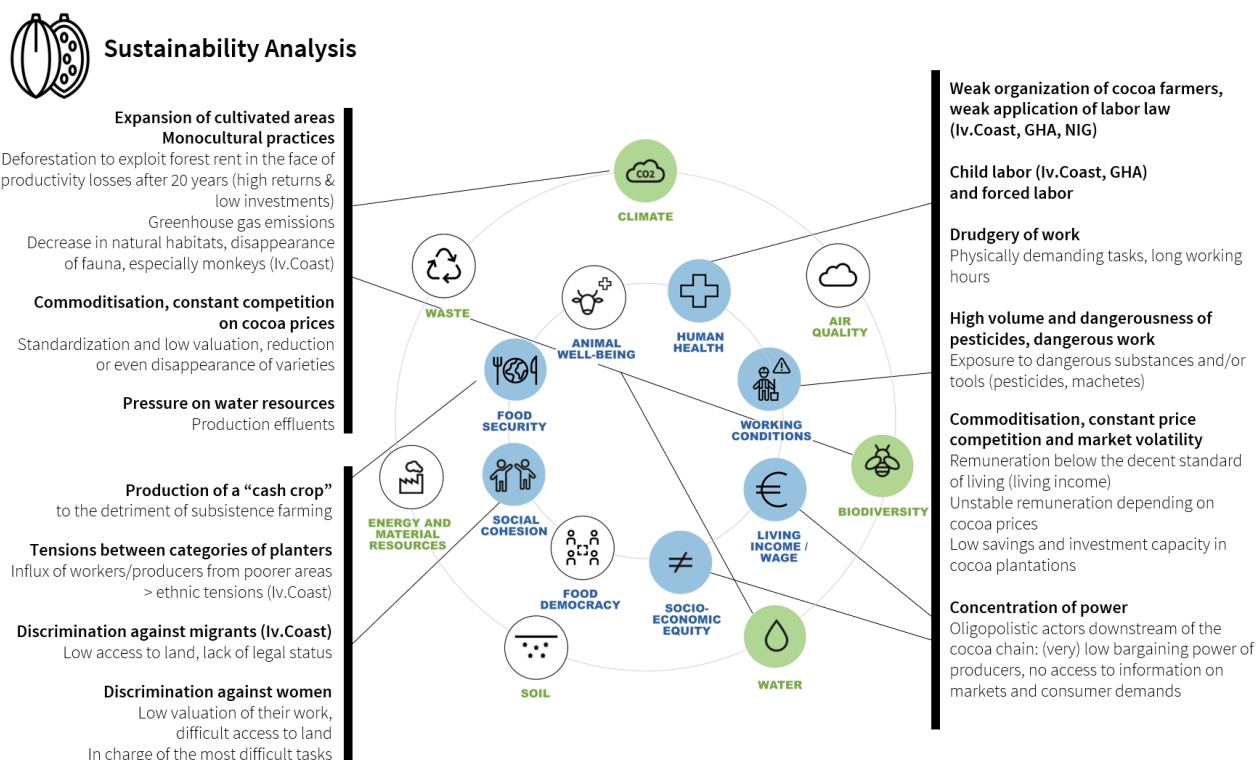 Sustainability Analysis
Expansion of cultivated areas
Monocultural practices
Deforestation to exploit forest rent in the face of
productivity losses after 20 years (high returns &
low investments)
Greenhouse gas emissions
Decrease in natural habitats, disappearance
of fauna, especially monkeys (Iv.Coast)
Commoditisation, constant competition
on cocoa prices
Standardization and low valuation, reduction
or even disappearance of varieties
Pressure on water resources
Production effluents
Production of a “cash crop”
to the detriment of subsistence farming
Tensions between categories of planters
Influx of workers/producers from poorer areas
> ethnic tensions (Iv.Coast)
Discrimination against migrants (Iv.Coast)
Low access to land, lack of legal status
Discrimination against women
Low valuation of their work,
difficult access to land
In charge of the most difficult tasks
CO2
CLIMATE
WASTE
ANIMAL
WELL-BEING
HUMAN
HEALTH
AIR
QUALITY
FOOD
SECURITY
WORKING
CONDITIONS
BIODIVERSITY
ENERGY AND
MATERIAL
RESOURCES
SOCIAL
COHESION
LIVING
INCOME /
WAGE
FOOD
DEMOCRACY
≠
SOCIO-
ECONOMIC
EQUITY
€
SOIL
WATER
Weak organization of cocoa farmers,
weak application of labor law
(Iv.Coast, GHA, NIG)
Child labor (Iv.Coast, GHA)
and forced labor
Drudgery of work
Physically demanding tasks, long working
hours
High volume and dangerousness of
pesticides, dangerous work
Exposure to dangerous substances and/or
tools (pesticides, machetes)
Commoditisation, constant price
competition and market volatility
Remuneration below the decent standard
of living (living income)
Unstable remuneration depending on
cocoa prices
Low savings and investment capacity in
cocoa plantations
Concentration of power
Oligopolistic actors downstream of the
cocoa chain: (very) low bargaining power of
producers, no access to information on
markets and consumer demands